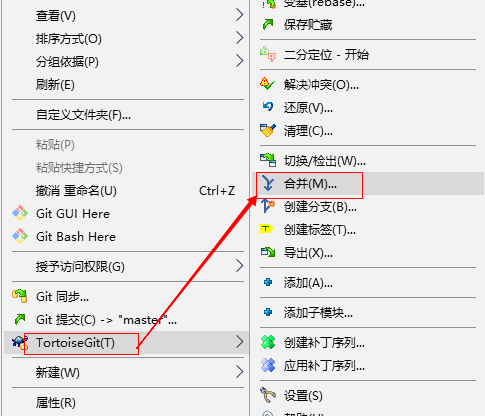 查看(V)
排序方式(O)
分组依据(P)
刷新(E)
自定义文件夹(F)...
粘贴(P)
粘贴快捷方式(S)
撤消 重命名(U) Ctrl+Z
Git GUI Here
Git Bash Here
授予访问权限(G)
Git 同步...
Git 提交(C) -> "master"...
TortoiseGit(T)
新建(W)
属性(R)
变基(rebase)...
保存贮藏
二分定位 - 开始
解决冲突(O)...
还原(V)...
清理(C)...
切换/检出(W)...
合并(M)...
创建分支(B)...
创建标签(T)...
导出(X)...
添加(A)...
添加子模块...
创建补丁序列...
应用补丁序列...
设置(S)